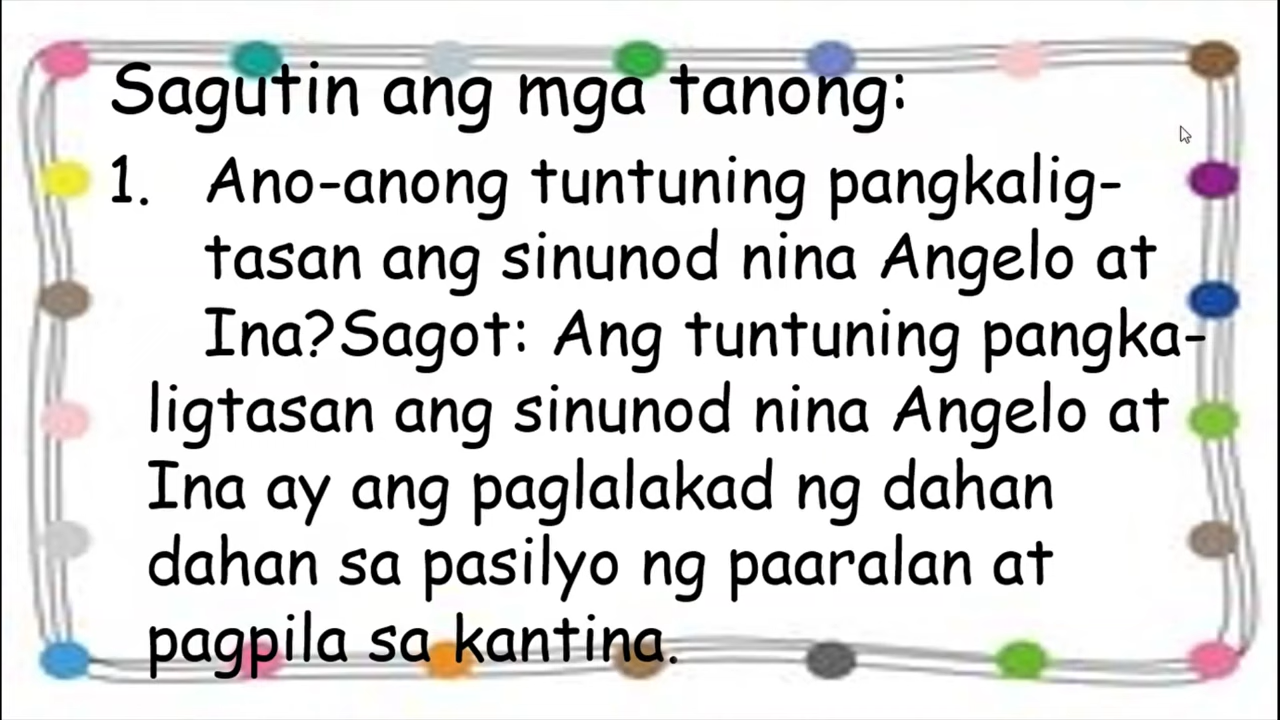 Sagutin ang mga tanong:
1. Ano-anong tuntuning pangkalig-
tasan ang sinunod nina Angelo at
Ina?Sagot: Ang tuntuning pangka-
ligtasan ang sinunod nina Angelo at
Ina ay ang paglalakad ng dahan
dahan sa pasilyo ng paaralan at
pagpila sa kantina.